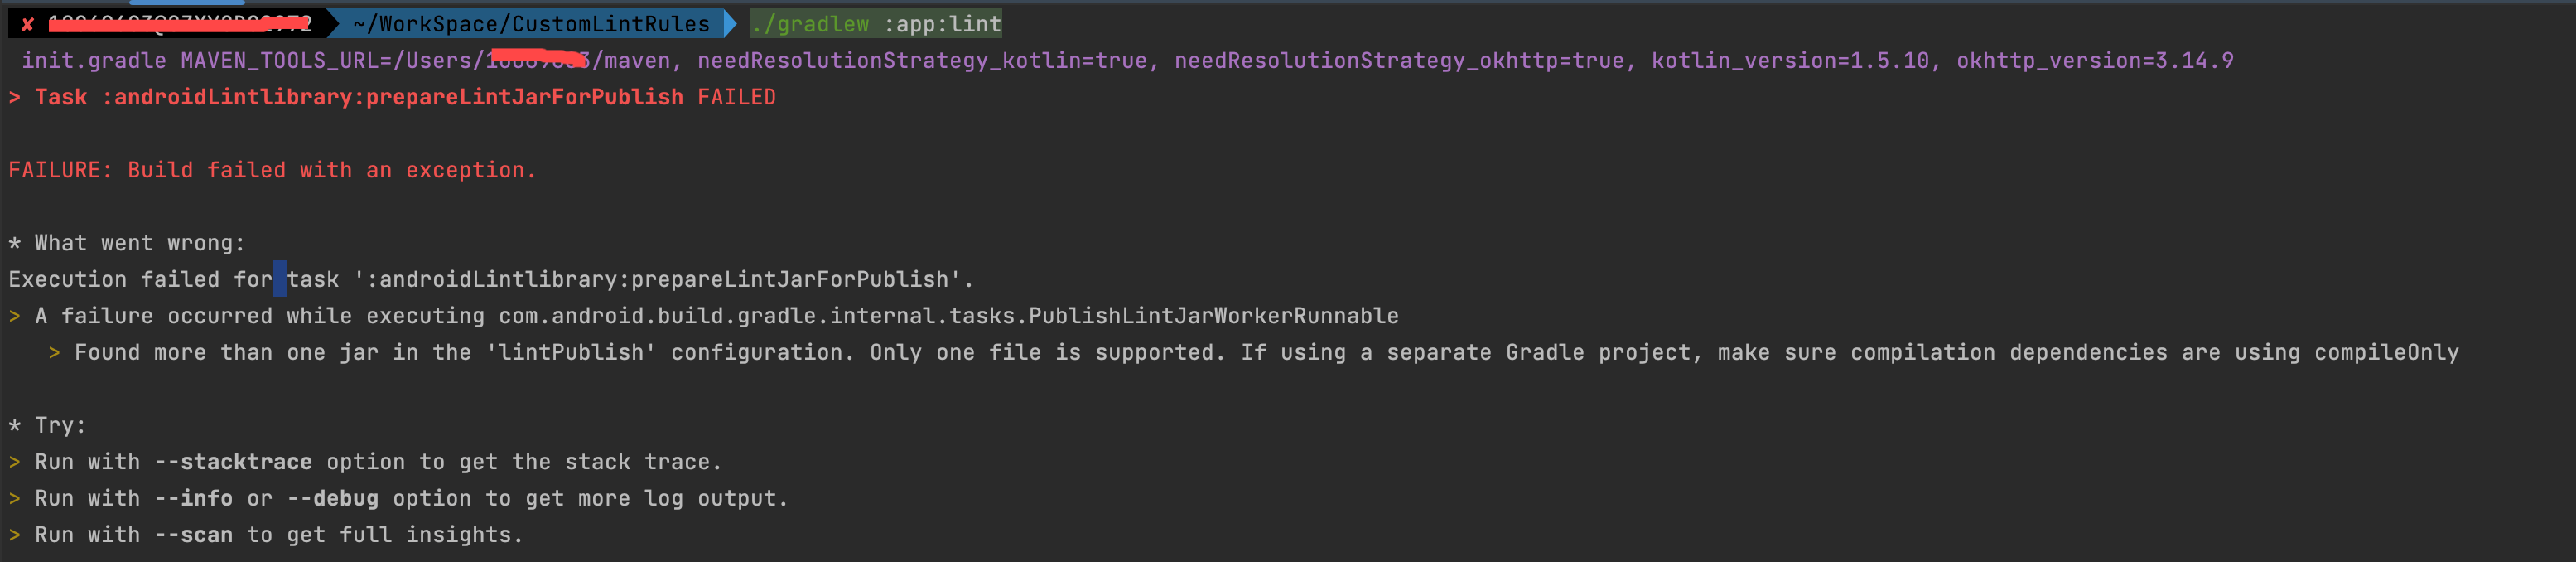 ✘ ~/WorkSpace/CustomLintRules ./gradlew :app:lint
init.gradle MAVEN_TOOLS_URL=/Users/ /maven, needResolutionStrategy_kotlin=true, needResolutionStrategy_okhttp=true, kotlin_version=1.5.10, okhttp_version=3.14.9
> Task :androidLintlibrary:prepareLintJarForPublish FAILED
FAILURE: Build failed with an exception.
* What went wrong:
Execution failed for task ':androidLintlibrary:prepareLintJarForPublish'.
> A failure occurred while executing com.android.build.gradle.internal.tasks.PublishLintJarWorkerRunnable
> Found more than one jar in the 'lintPublish' configuration. Only one file is supported. If using a separate Gradle project, make sure compilation dependencies are using compileOnly
* Try:
> Run with --stacktrace option to get the stack trace.
> Run with --info or --debug option to get more log output.
> Run with --scan to get full insights.